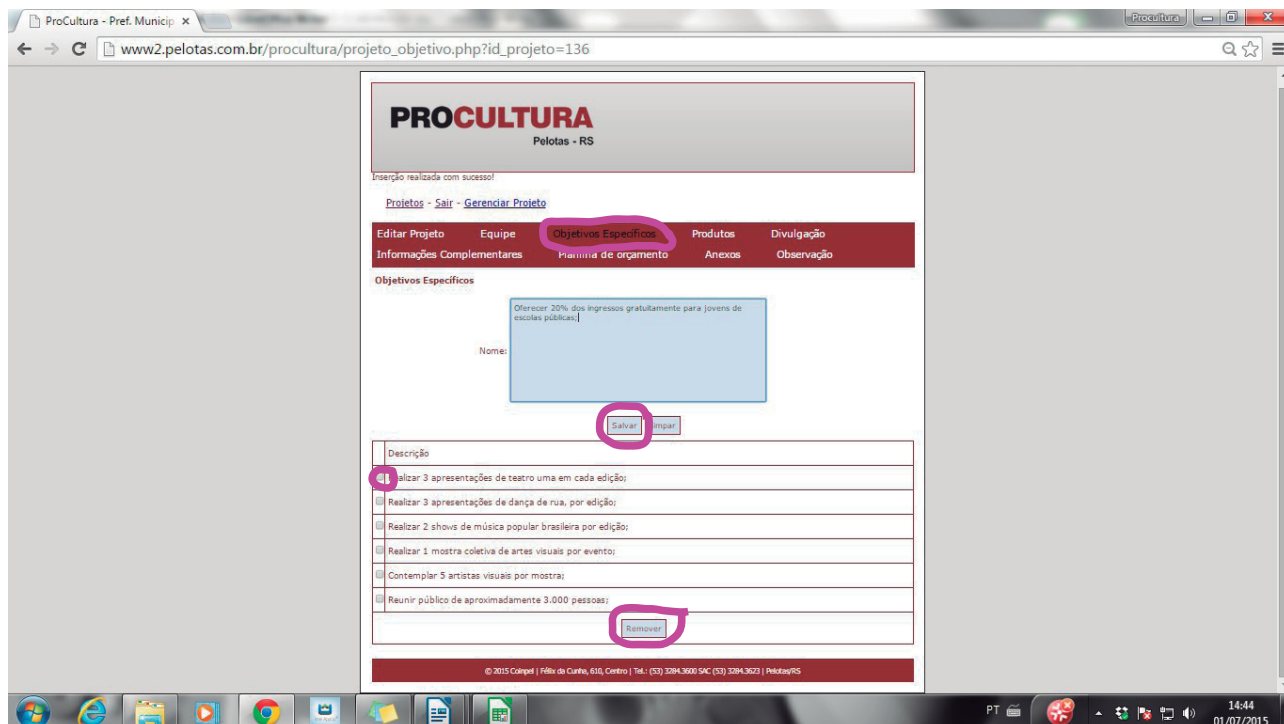 ProCultura - Pref. Municip
Procultura
www2.pelotas.com.br/procultura/projeto_objetivo.php?id_projeto=136
PROCULTURA
Pelotas - RS
Inserção realizada com sucesso!
Projetos - Sair - Gerenciar Projeto
Editar Projeto Equipe Objetivos Específicos Produtos Divulgação
Informações Complementares Planilha de orçamento Anexos Observação
Objetivos Específicos
Oferecer 20% dos ingressos gratuitamente para jovens de
escolas públicas;
Nome:
Salvar impar
Descrição
Realizar 3 apresentações de teatro uma em cada edição;
Realizar 3 apresentações de dança de rua, por edição;
Realizar 2 shows de música popular brasileira por edição;
Realizar 1 mostra coletiva de artes visuais por evento;
Contemplar 5 artistas visuais por mostra;
Reunir público de aproximadamente 3.000 pessoas;
Remover
© 2015 Coinpel | Félix da Cunha, 610, Centro | Tel.: (53) 3284.3600 SAC (53) 3284.3623 | Pelotas/RS
PT
14:44
01/07/2015